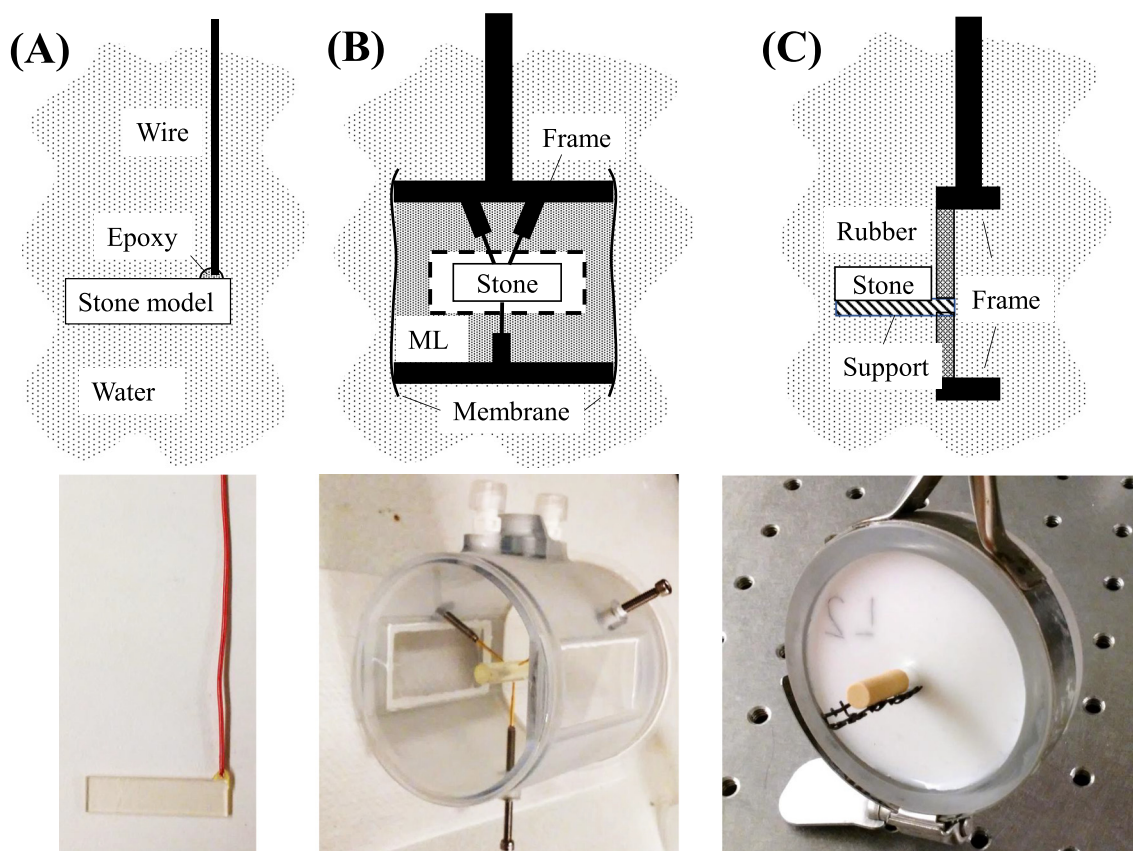 (A)
Wire
Epoxy
Stone model
Water
(B)
Frame
Stone
ML
Membrane
(C)
Rubber
Stone
Frame
Support